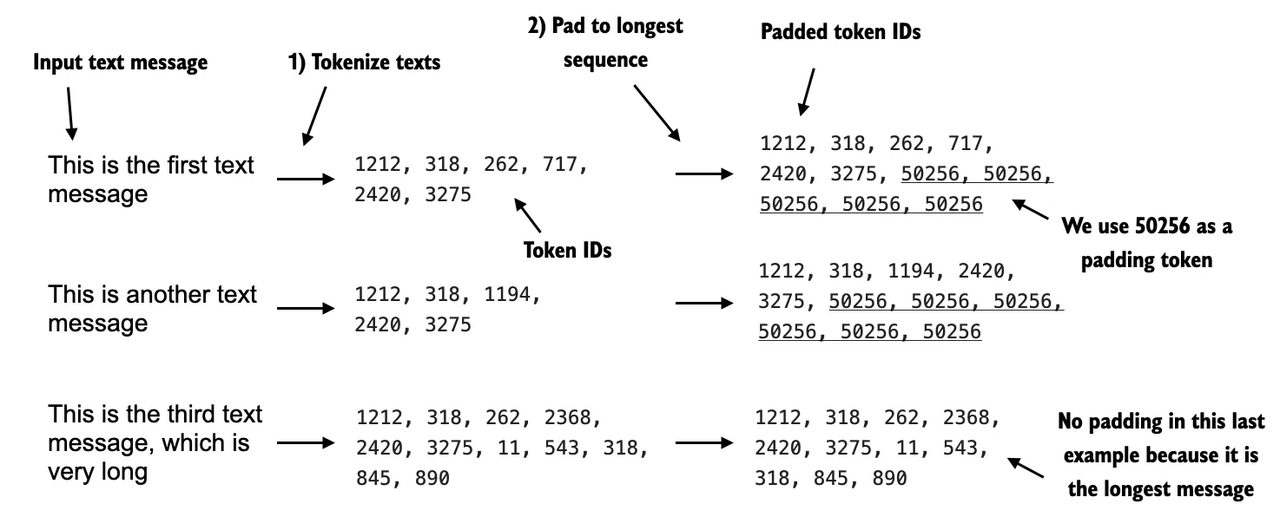 Input text message
1) Tokenize texts
2) Pad to longest
sequence
Padded token IDs
This is the first text
message
1212, 318, 262, 717,
2420, 3275
Token IDs
1212, 318, 262, 717,
2420, 3275, 50256, 50256,
50256, 50256, 50256
We use 50256 as a
padding token
This is another text
message
1212, 318, 1194,
2420, 3275
1212, 318, 1194, 2420,
3275, 50256, 50256, 50256,
50256, 50256, 50256
This is the third text
message, which is
very long
1212, 318, 262, 2368,
2420, 3275, 11, 543, 318,
845, 890
1212, 318, 262, 2368,
2420, 3275, 11, 543,
318, 845, 890
No padding in this last
example because it is
the longest message